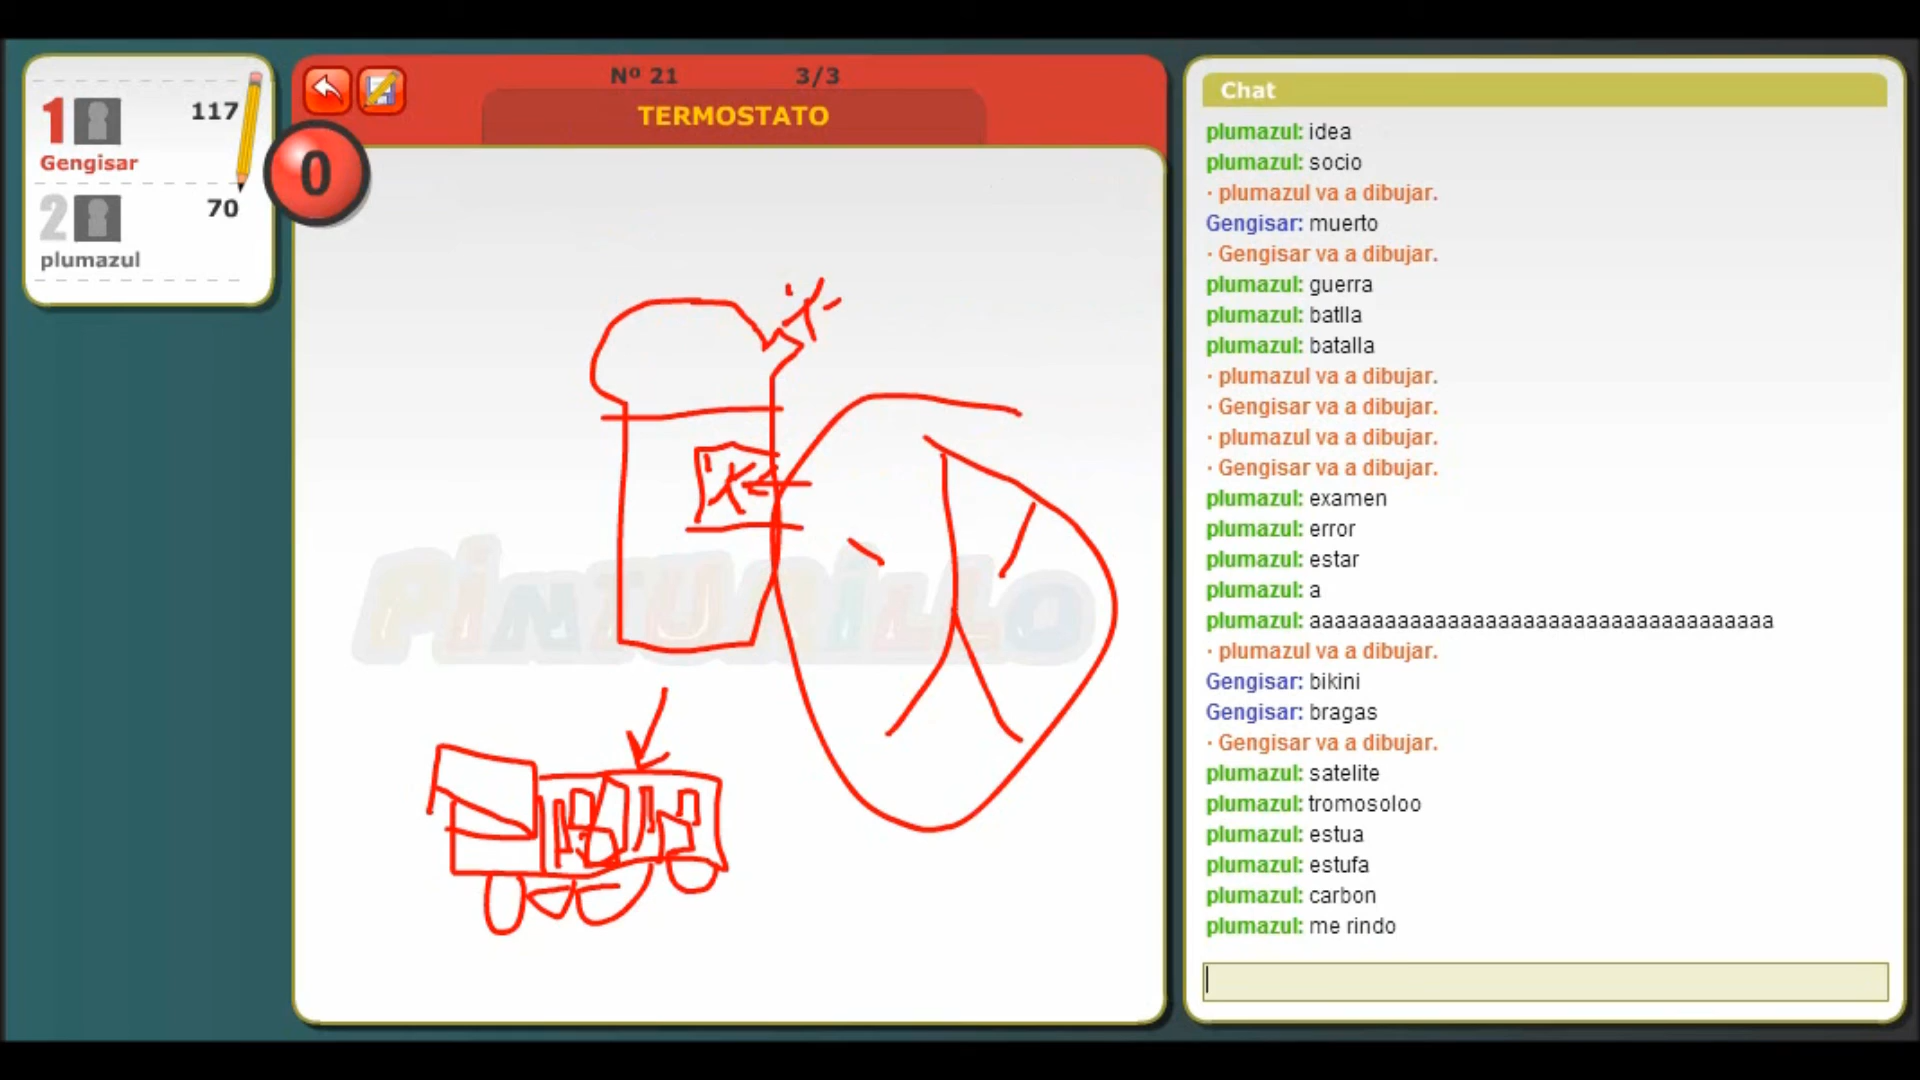 1
117
Gengisar
2
70
plumazul
0
Nº 21 3/3
TERMOSTATO
PINTURILLO
Chat
plumazul: idea
plumazul: socio
· plumazul va a dibujar.
Gengisar: muerto
· Gengisar va a dibujar.
plumazul: guerra
plumazul: batlla
plumazul: batalla
· plumazul va a dibujar.
· Gengisar va a dibujar.
· plumazul va a dibujar.
· Gengisar va a dibujar.
plumazul: examen
plumazul: error
plumazul: estar
plumazul: a
plumazul: aaaaaaaaaaaaaaaaaaaaaaaaaaaaaaaaaaaaa
· plumazul va a dibujar.
Gengisar: bikini
Gengisar: bragas
· Gengisar va a dibujar.
plumazul: satelite
plumazul: tromosoloo
plumazul: estua
plumazul: estufa
plumazul: carbon
plumazul: me rindo